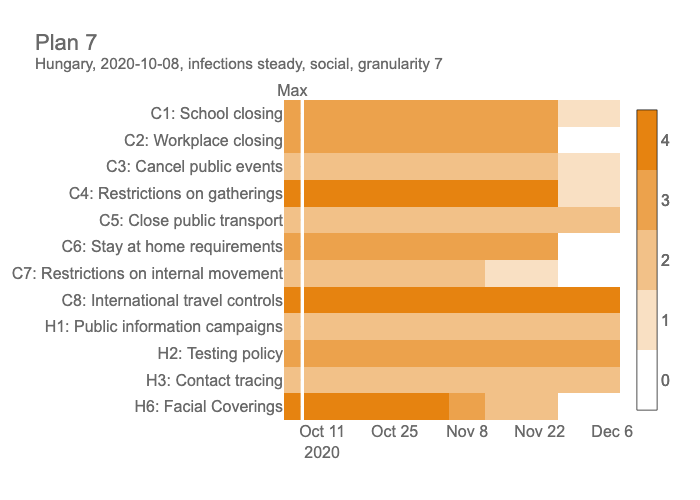 Plan 7
Hungary, 2020-10-08, infections steady, social, granularity 7
Max
C1: School closing
C2: Workplace closing
C3: Cancel public events
C4: Restrictions on gatherings
C5: Close public transport
C6: Stay at home requirements
C7: Restrictions on internal movement
C8: International travel controls
H1: Public information campaigns
H2: Testing policy
H3: Contact tracing
H6: Facial Coverings
4
3
2
1
0
Oct 11 Oct 25 Nov 8 Nov 22 Dec 6
2020